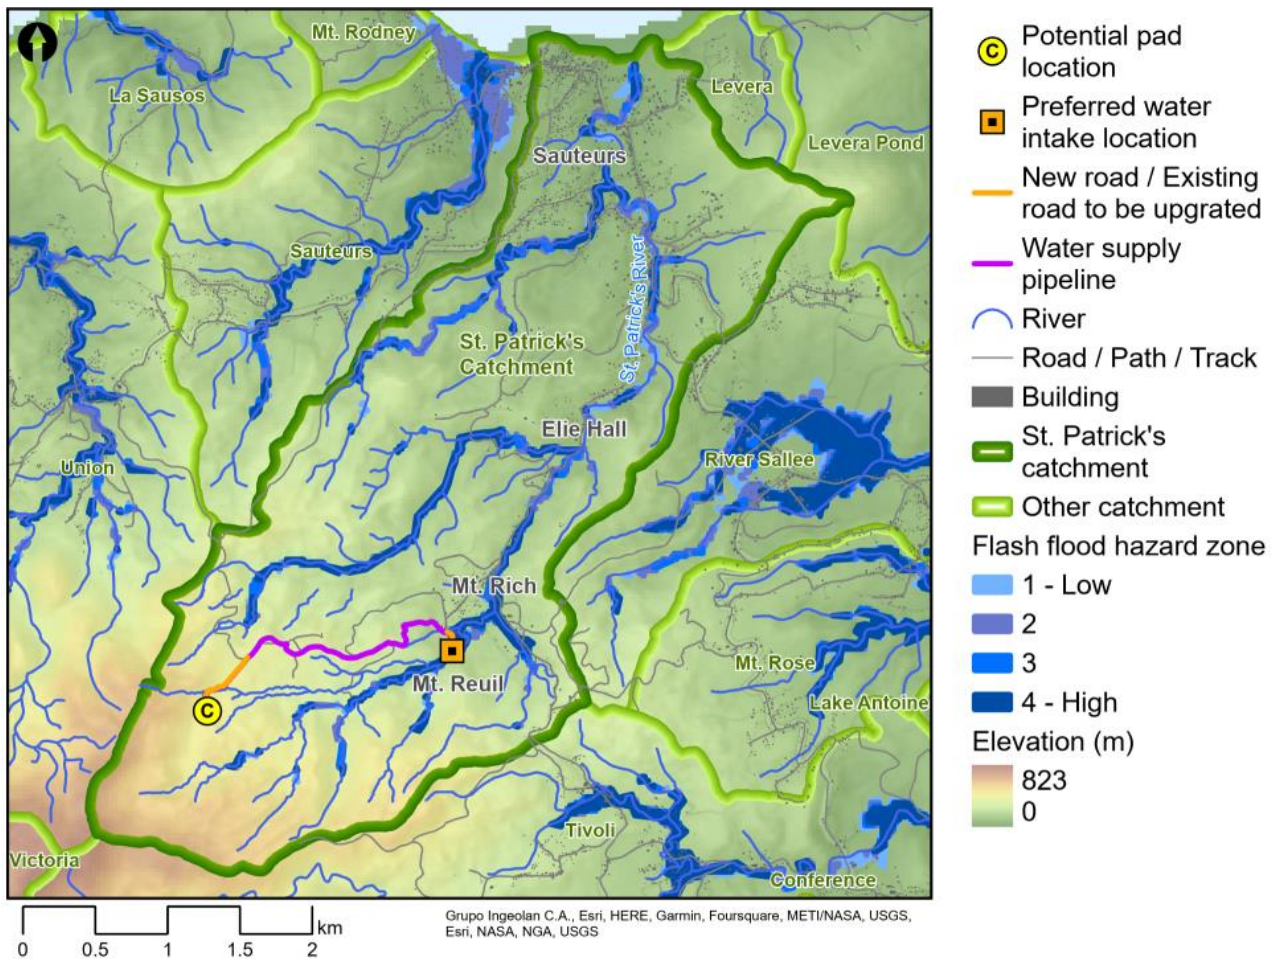 Mt. Rodney
La Sausos
Levera
Levera Pond
Sauteurs
Sauteurs
St. Patrick's River
St. Patrick's
Catchment
Elie Hall
Union
River Sallee
Mt. Rich
Mt. Reuil
Mt. Rose
Lake Antoine
C
Tivoli
Victoria
Conference
C
Potential pad
location
Preferred water
intake location
New road / Existing
road to be upgrated
Water supply
pipeline
River
Road / Path / Track
Building
St. Patrick's
catchment
Other catchment
Flash flood hazard zone
1 - Low
2
3
4 - High
Elevation (m)
823
0
km
0 0.5 1 1.5 2
Grupo Ingeolan C.A., Esri, HERE, Garmin, Foursquare, METI/NASA, USGS,
Esri, NASA, NGA, USGS